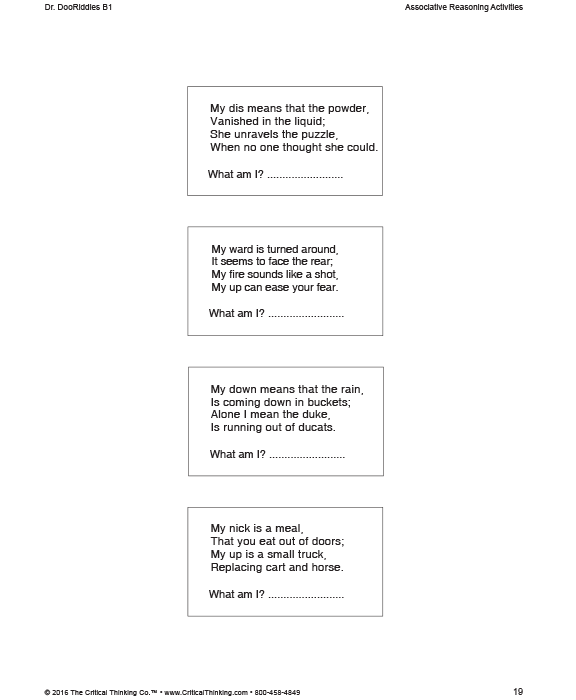 Dr. DooRiddles B1
Associative Reasoning Activities
My dis means that the powder,
Vanished in the liquid;
She unravels the puzzle,
When no one thought she could.
What am I? .........................
My ward is turned around,
It seems to face the rear;
My fire sounds like a shot,
My up can ease your fear.
What am I? .........................
My down means that the rain,
Is coming down in buckets;
Alone I mean the duke,
Is running out of ducats.
What am I? .........................
My nick is a meal,
That you eat out of doors;
My up is a small truck,
Replacing cart and horse.
What am I? .........................
© 2016 The Critical Thinking Co.™ • www.CriticalThinking.com • 800-458-4849
19